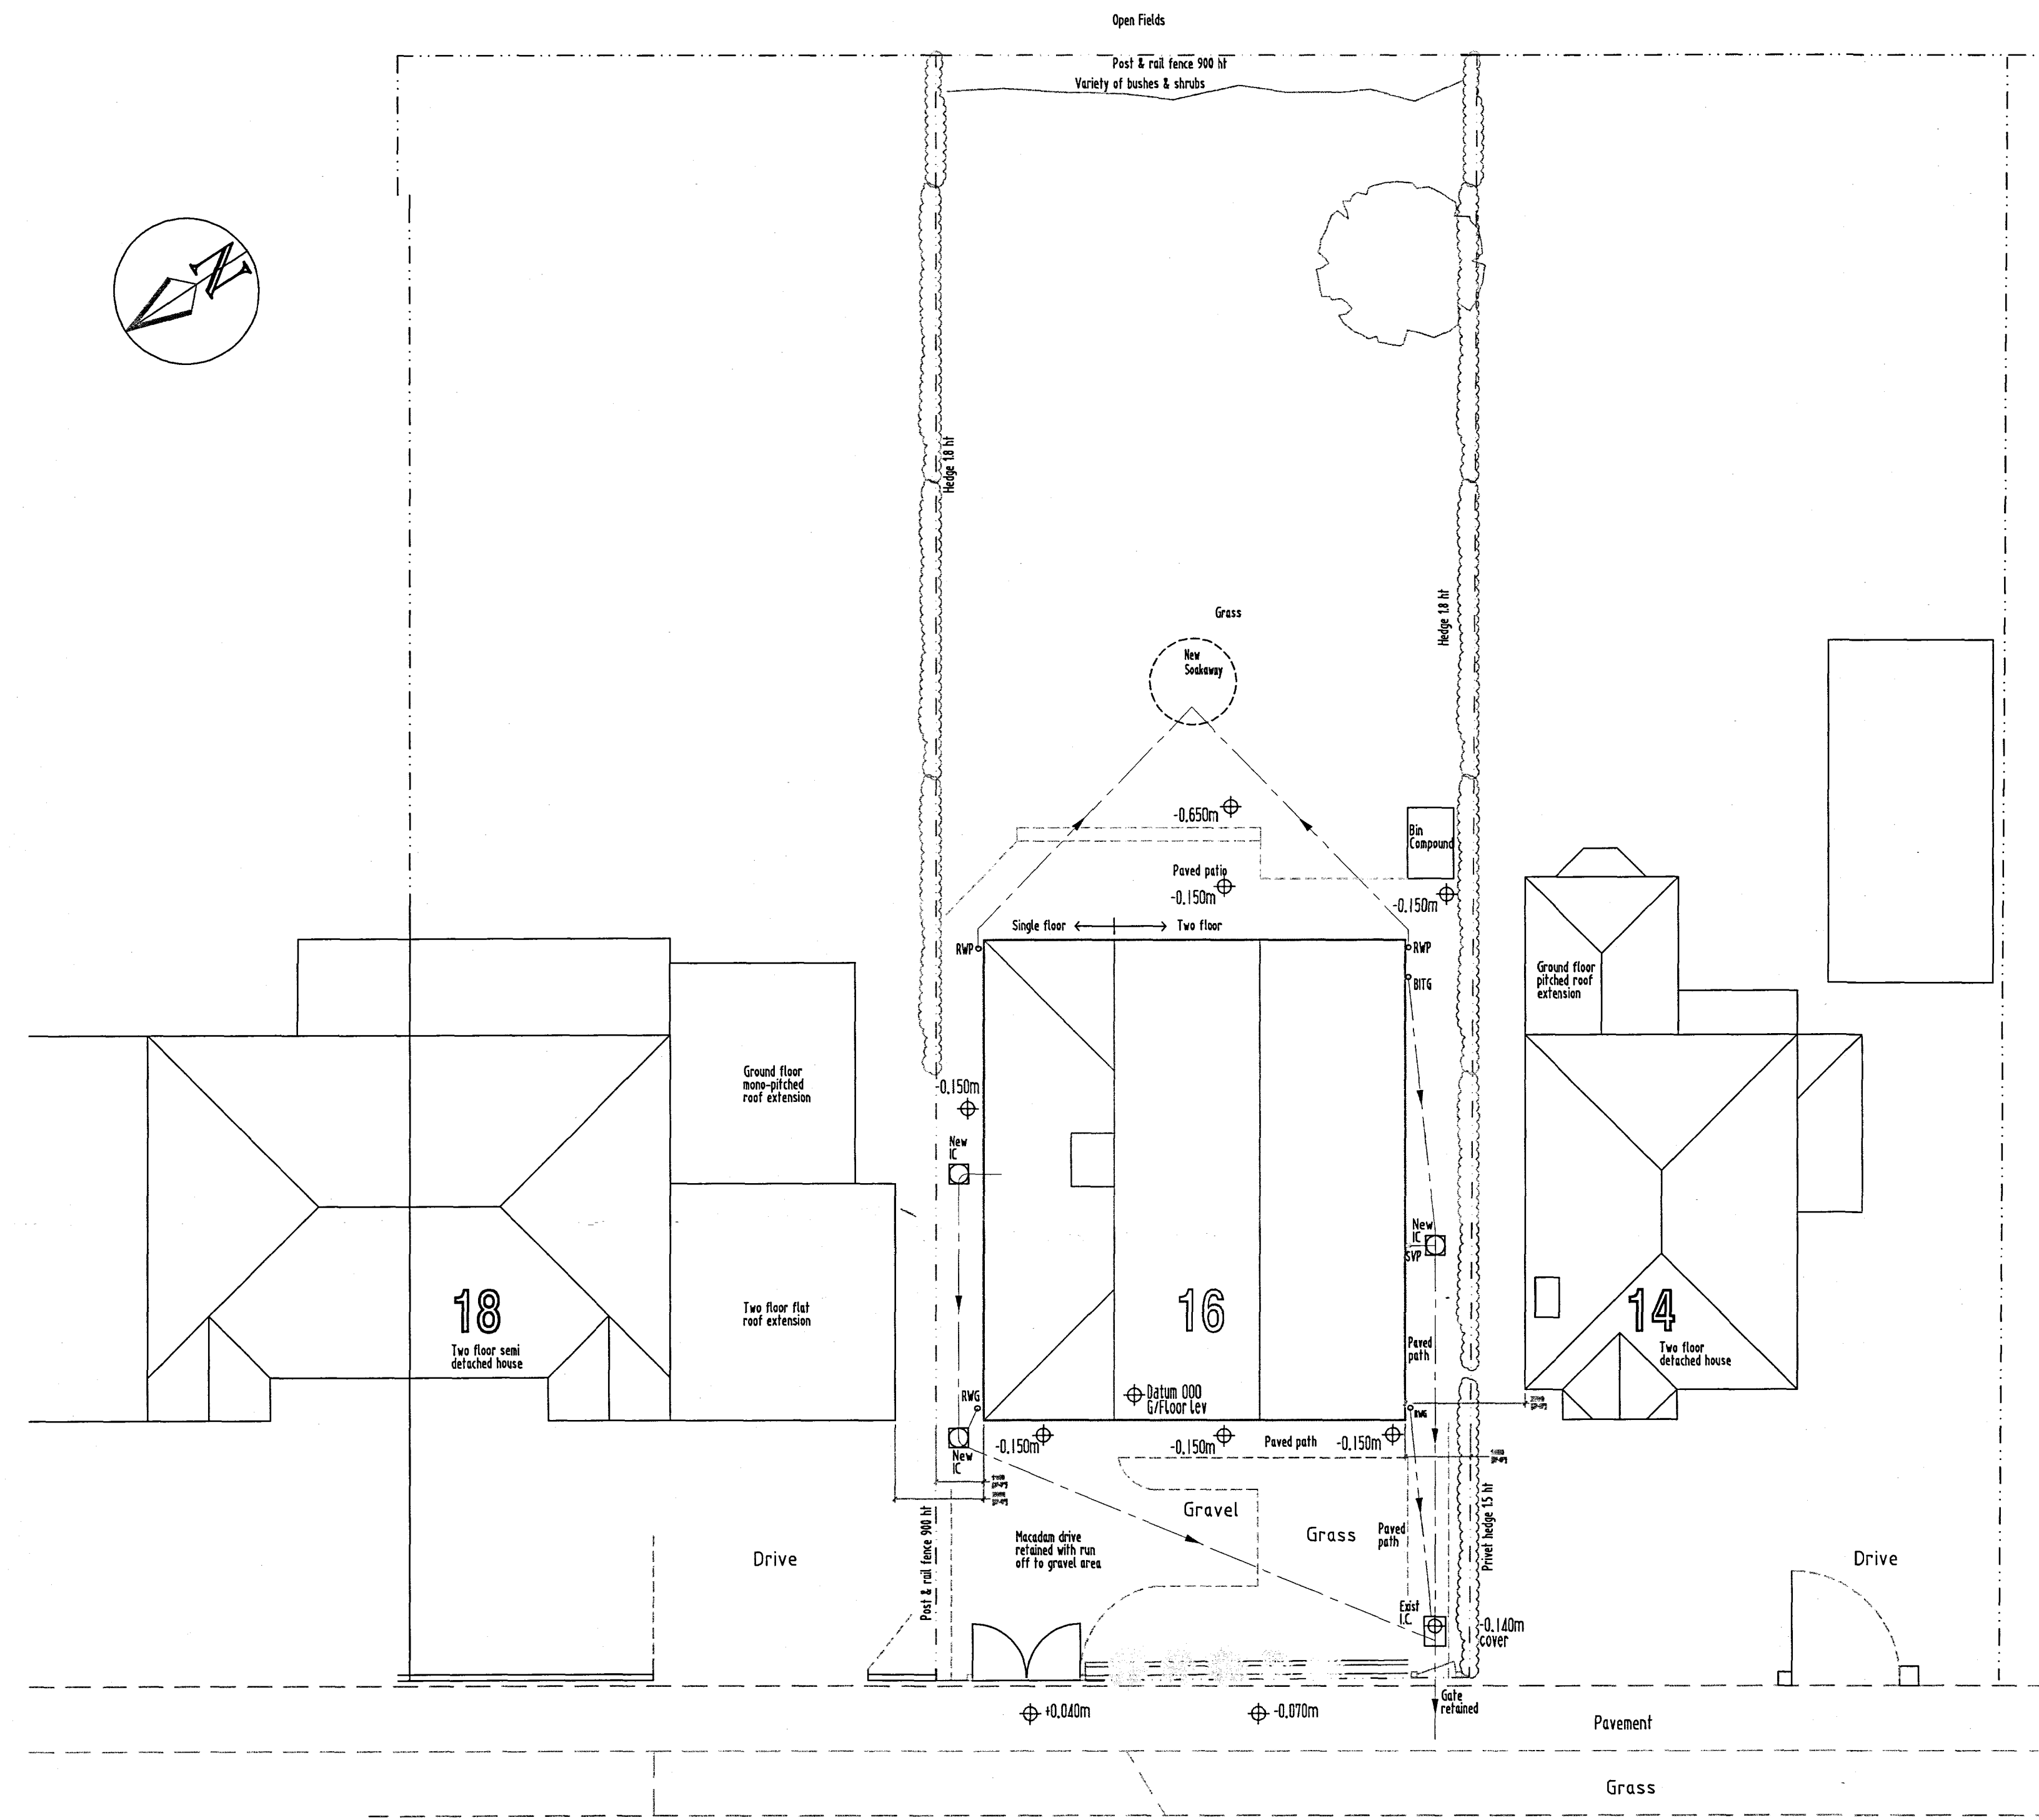 Open Fields
Post & rail fence 900 ht
Variety of bushes & shrubs
N
Hedge 1.8 ht
Hedge 1.8 ht
Grass
New
Soakaway
-0.650m
Bin
Compound
Paved patio
-0.150m
-0.150m
Single floor
Two floor
RWP
RWP
BITG
Ground floor
pitched roof
extension
Ground floor
mono-pitched
roof extension
-0.150m
New
IC
New
IC
SVP
18
Two floor semi
detached house
Two floor flat
roof extension
16
14
Two floor
detached house
Paved
path
Datum 000
G/Floor lev
RWG
RWG
New
IC
-0.150m
-0.150m
Paved path
-0.150m
Gravel
Grass
Paved
path
Privet hedge 1.5 ht
Post & rail fence 900 ht
Macadam drive
retained with run
off to gravel area
Drive
Drive
Exist
I.C.
-0.140m
cover
Gate
retained
+0.040m
-0.070m
Pavement
Grass